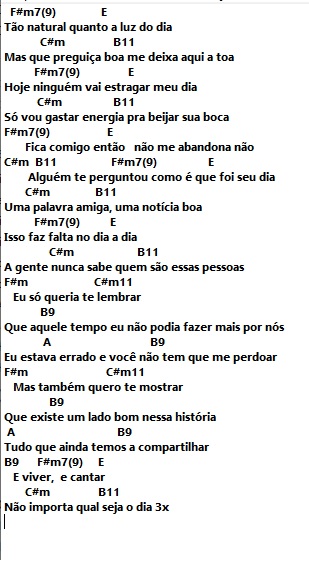 F#m7(9) E
Tão natural quanto a luz do dia
C#m B11
Mas que preguiça boa me deixa aqui a toa
F#m7(9) E
Hoje ninguém vai estragar meu dia
C#m B11
Só vou gastar energia pra beijar sua boca
F#m7(9) E
Fica comigo então não me abandona não
C#m B11 F#m7(9) E
Alguém te perguntou como é que foi seu dia
C#m B11
Uma palavra amiga, uma notícia boa
F#m7(9) E
Isso faz falta no dia a dia
C#m B11
A gente nunca sabe quem são essas pessoas
F#m C#m11
Eu só queria te lembrar
B9
Que aquele tempo eu não podia fazer mais por nós
A B9
Eu estava errado e você não tem que me perdoar
F#m C#m11
Mas também quero te mostrar
B9
Que existe um lado bom nessa história
A B9
Tudo que ainda temos a compartilhar
B9 F#m7(9) E
E viver, e cantar
C#m B11
Não importa qual seja o dia 3x